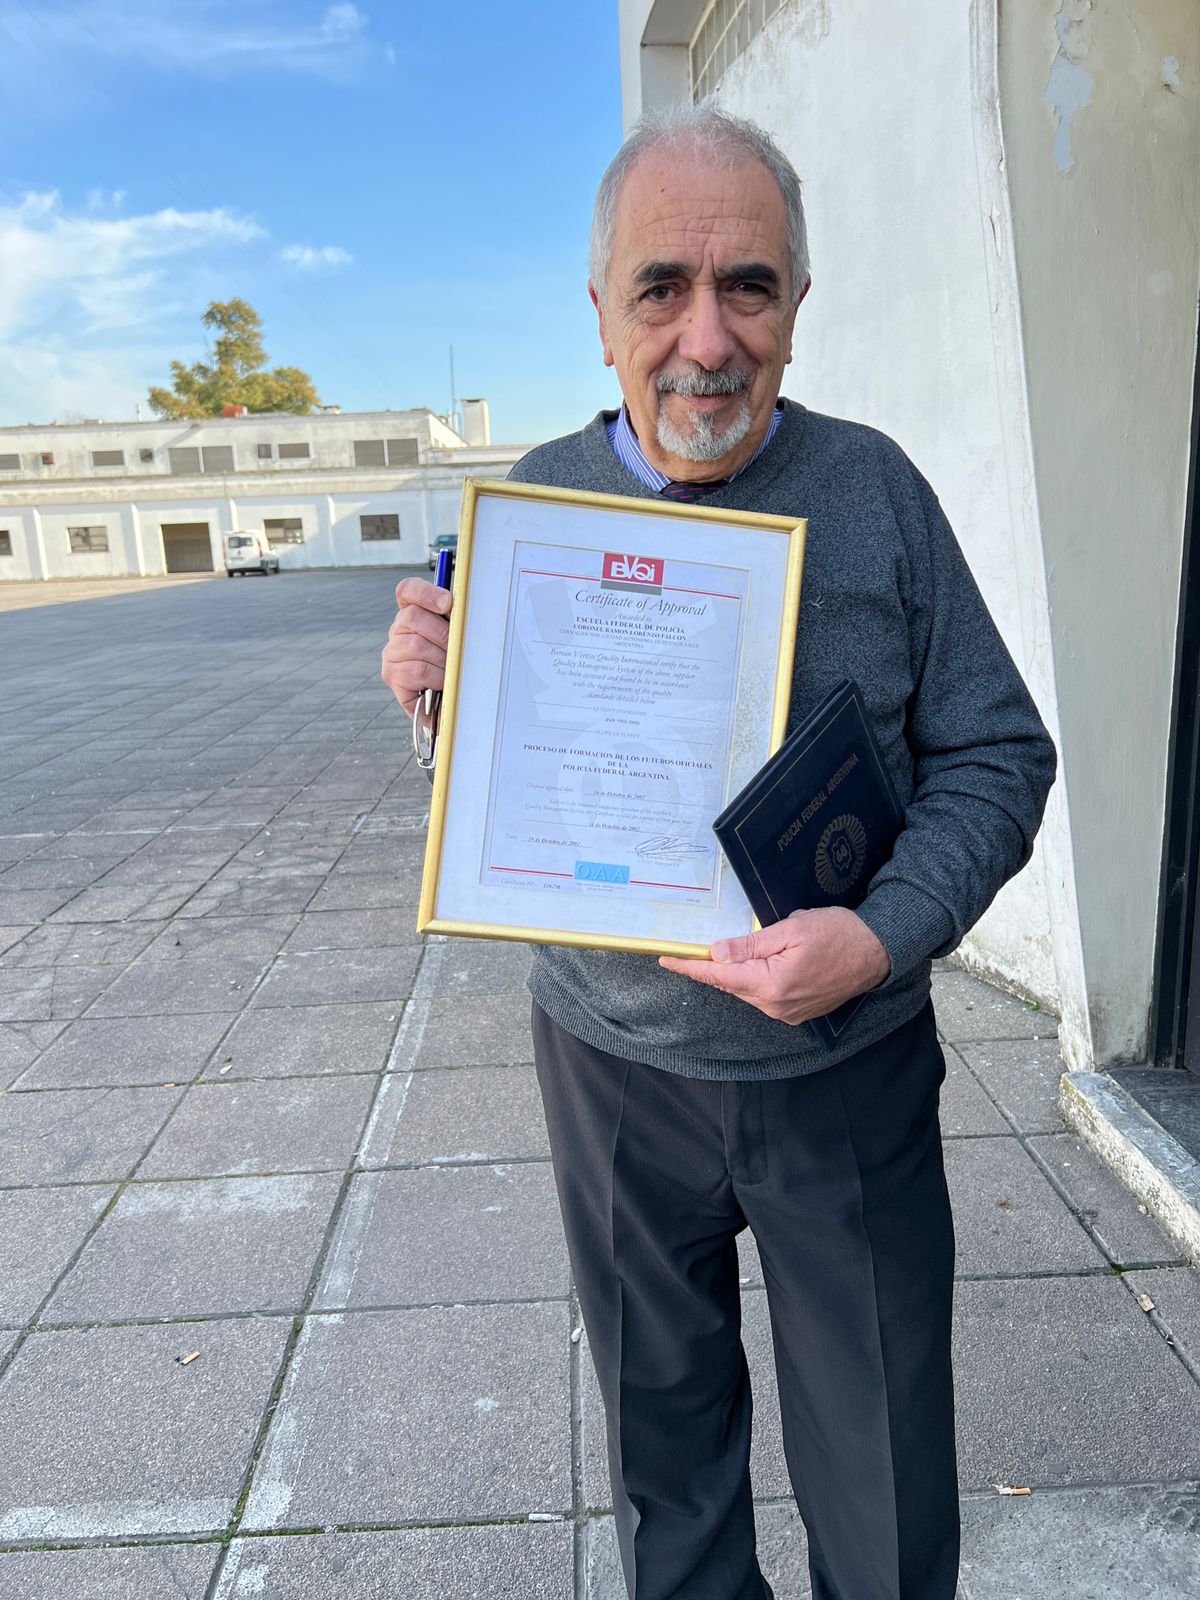 BVQi
Certificate of Approval
Awarded to
ESCUELA FEDERAL DE POLICIA
CORONEL RAMON LORENZO FALCON
CORVALAN 3698, CIUDAD AUTONOMA DE BUENOS AIRES
ARGENTINA
Bureau Veritas Quality International certify that the
Quality Management System of the above supplier
has been assessed and found to be in accordance
with the requirements of the quality
standards detailed below
QUALITY STANDARDS
ISO 9001:2000
SCOPE OF SUPPLY
PROCESO DE FORMACION DE LOS FUTUROS OFICIALES
DE LA
POLICIA FEDERAL ARGENTINA
Original approval date: 16 de Octubre de 2002
Subject to the continued satisfactory operation of the supplier's
Quality Management System, this Certificate is valid for a period of three years from:
16 de Octubre de 2002
Date: 25 de Octubre de 2002
Certificate Nº:
O·A·A
POLICIA FEDERAL ARGENTINA